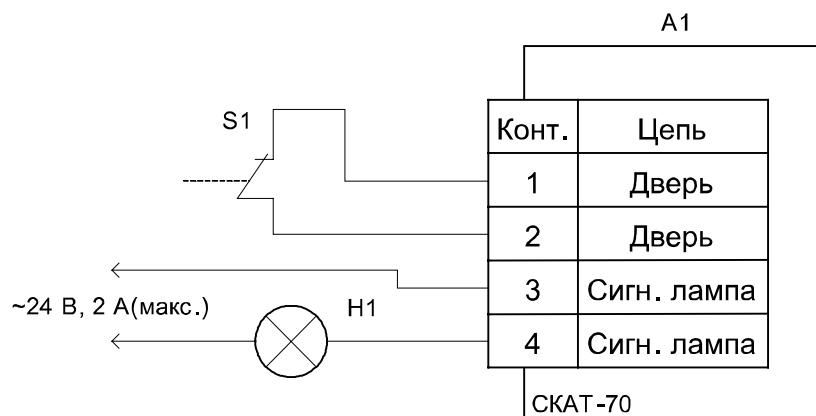 A1
S1
Конт. Цепь
1 Дверь
2 Дверь
3 Сигн. лампа
~24 В, 2 А(макс.)
H1
4 Сигн. лампа
СКАТ-70